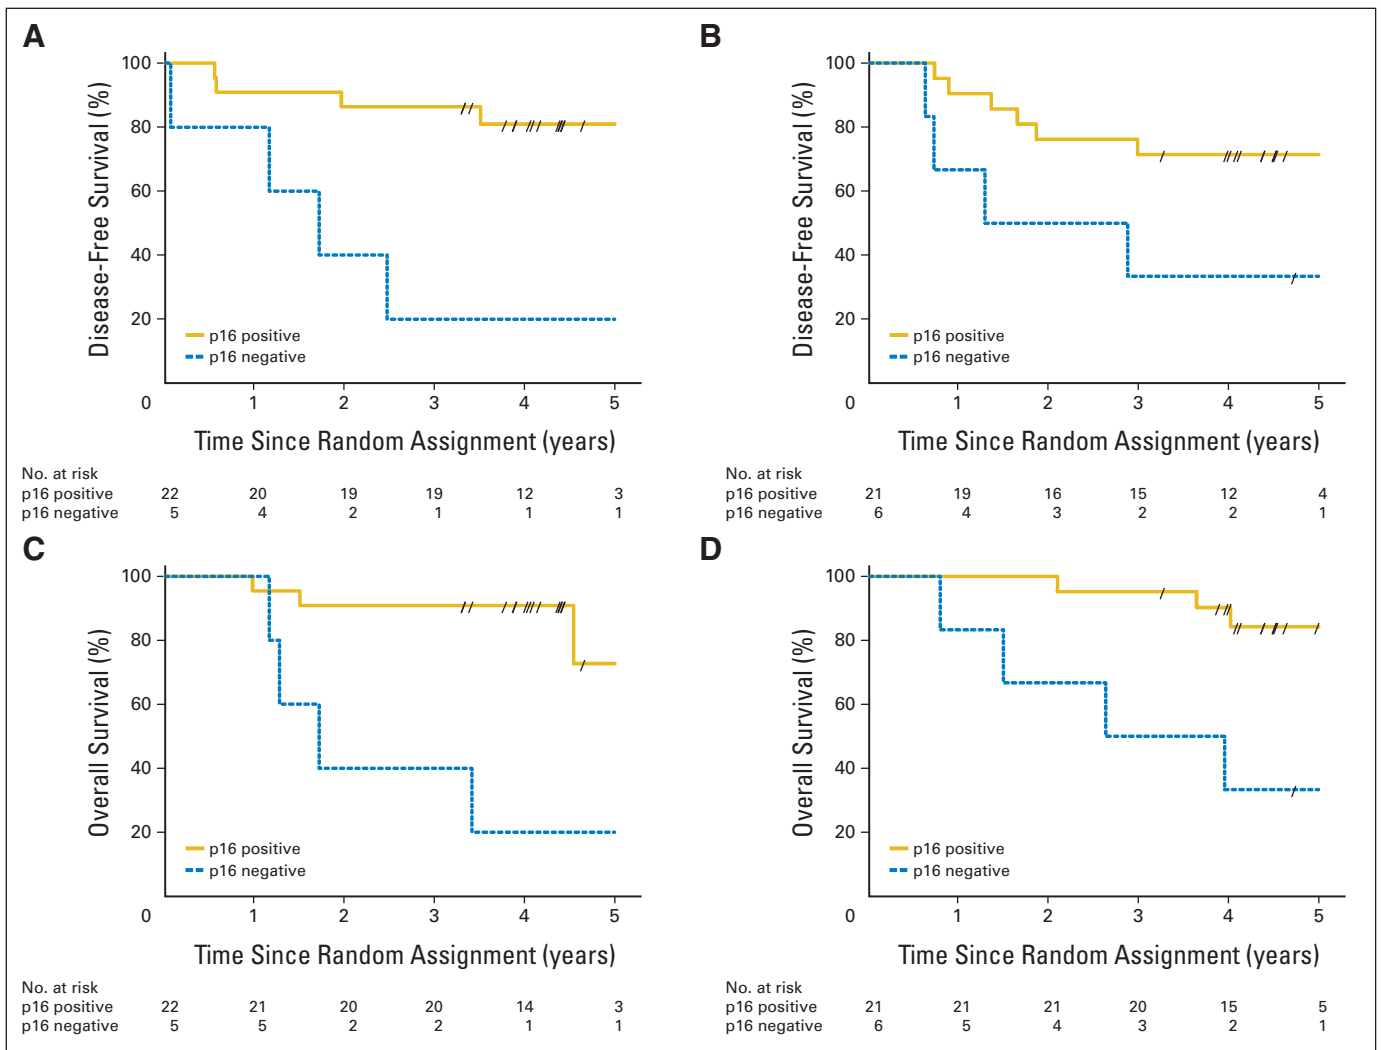 A
Disease-Free Survival (%)
100
80
60
40
20
p16 positive
p16 negative
0 1 2 3 4 5
Time Since Random Assignment (years)
No. at risk
p16 positive 22 20 19 19 12 3
p16 negative 5 4 2 1 1 1
B
Disease-Free Survival (%)
100
80
60
40
20
p16 positive
p16 negative
0 1 2 3 4 5
Time Since Random Assignment (years)
No. at risk
p16 positive 21 19 16 15 12 4
p16 negative 6 4 3 2 2 1
C
Overall Survival (%)
100
80
60
40
20
p16 positive
p16 negative
0 1 2 3 4 5
Time Since Random Assignment (years)
No. at risk
p16 positive 22 21 20 20 14 3
p16 negative 5 5 2 2 1 1
D
Overall Survival (%)
100
80
60
40
20
p16 positive
p16 negative
0 1 2 3 4 5
Time Since Random Assignment (years)
No. at risk
p16 positive 21 21 21 20 15 5
p16 negative 6 5 4 3 2 1